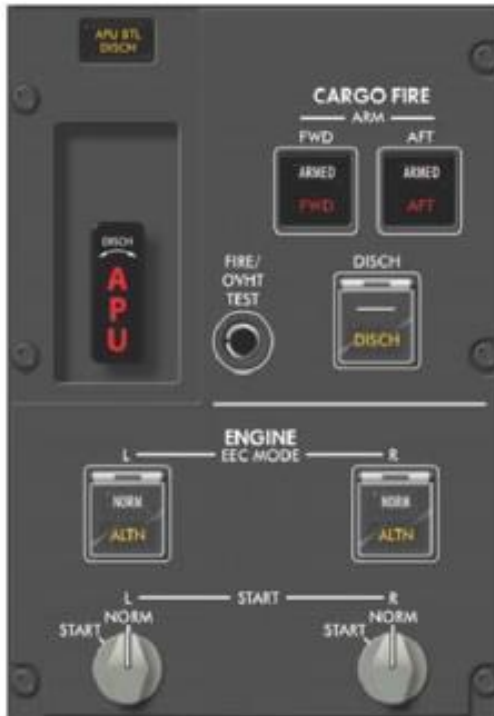 APU BTL
DISCH
CARGO FIRE
ARM
FWD AFT
ARMED ARMED
FWD AFT
DISCH
APU
FIRE/
OVHT
TEST
DISCH
DISCH
ENGINE
L EEC MODE R
NORM NORM
ALTN ALTN
L START R
START NORM START NORM